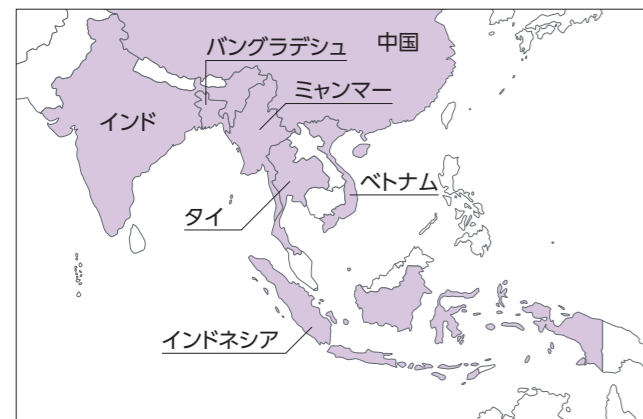 バングラデシュ
中国
ミャンマー
インド
ベトナム
タイ
インドネシア